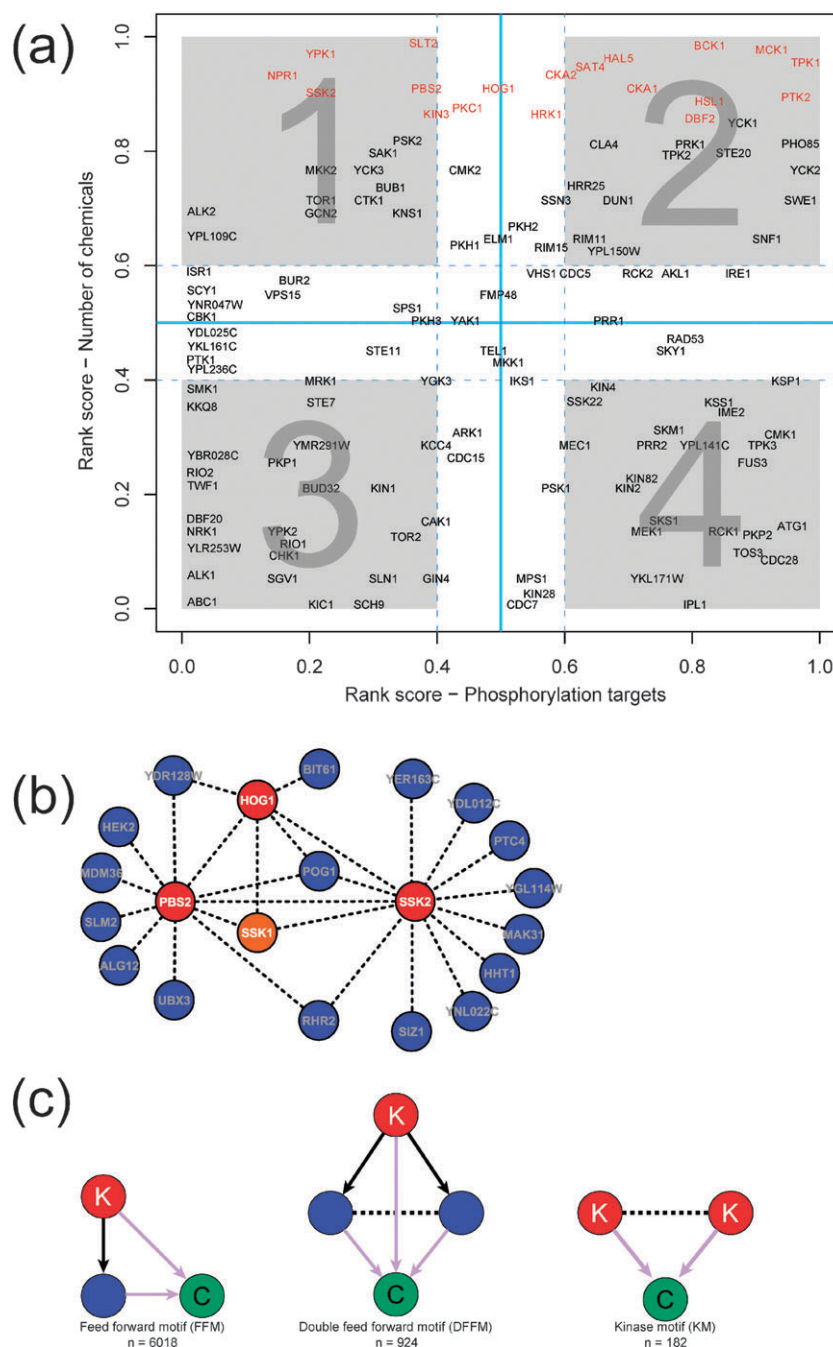 (a)
1.0
0.8
0.6
0.4
0.2
0.0
Rank score – Number of chemicals
1
2
3
4
SLT2
YPK1
NPR1
SSK2
PBS2
KIN3
PKC1
HOG1
CKA2
SAT4
HAL5
BCK1
MCK1
TPK1
CKA1
HRK1
HSL1
DBF2
PTK2
YCK1
PSK2
SAK1
MKK2
YCK3
BUB1
TOR1
CTK1
GCN2
KNS1
ALK2
YPL109C
CMK2
CLA4
PRK1
TPK2
STE20
PHO85
YCK2
HRR25
SSN3
DUN1
SWE1
PKH2
ELM1
PKH1
RIM15
RIM11
YPL150W
SNF1
ISR1
BUR2
VPS15
SCY1
YNR047W
CBK1
SPS1
PKH3
YAK1
FMP48
VHS1
CDC5
RCK2
AKL1
IRE1
PRR1
YDL025C
YKL161C
PTK1
YPL236C
STE11
TEL1
MKK1
RAD53
SKY1
SMK1
MRK1
YGK3
IKS1
KIN4
KSP1
KKQ8
STE7
SSK22
KSS1
IME2
ARK1
YMR291W
KCC4
CDC15
MEC1
SKM1
PRR2
YPL141C
CMK1
TPK3
FUS3
YBR028C
PKP1
RIO2
TWF1
BUD32
KIN1
PSK1
KIN82
KIN2
DBF20
NRK1
YPK2
RIO1
CHK1
YLR253W
CAK1
TOR2
SKS1
MEK1
RCK1
PKP2
ATG1
TOS3
CDC28
ALK1
SGV1
SLN1
GIN4
MPS1
KIN28
YKL171W
ABC1
KIC1
SCH9
CDC7
IPL1
0.0 0.2 0.4 0.6 0.8 1.0
Rank score – Phosphorylation targets
(b)
YDR128W
BIT61
YER163C
HOG1
YDL012C
HEK2
PTC4
MDM36
POG1
YGL114W
PBS2
SSK2
SLM2
SSK1
MAK31
ALG12
HHT1
UBX3
RHR2
SIZ1
YNL022C
(c)
K
C
Feed forward motif (FFM)
n = 6018
K
C
Double feed forward motif (DFFM)
n = 924
K K
C
Kinase motif (KM)
n = 182